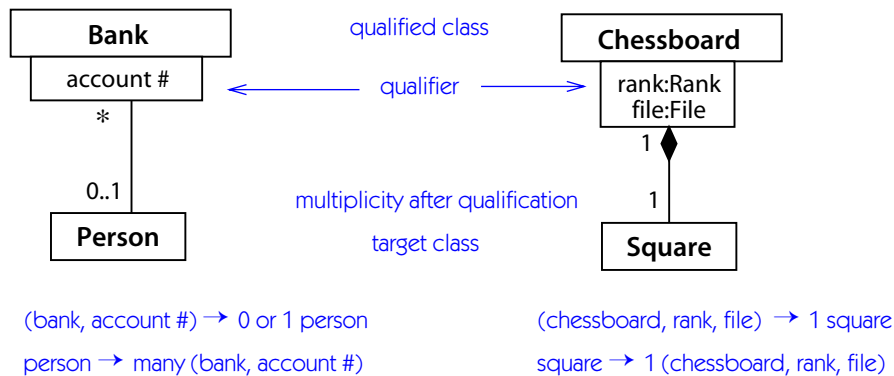 Bank
qualified class
Chessboard
account #
qualifier
rank:Rank
file:File
*
1
0..1
multiplicity after qualification
1
Person
target class
Square
(bank, account #) → 0 or 1 person
(chessboard, rank, file) → 1 square
person → many (bank, account #)
square → 1 (chessboard, rank, file)